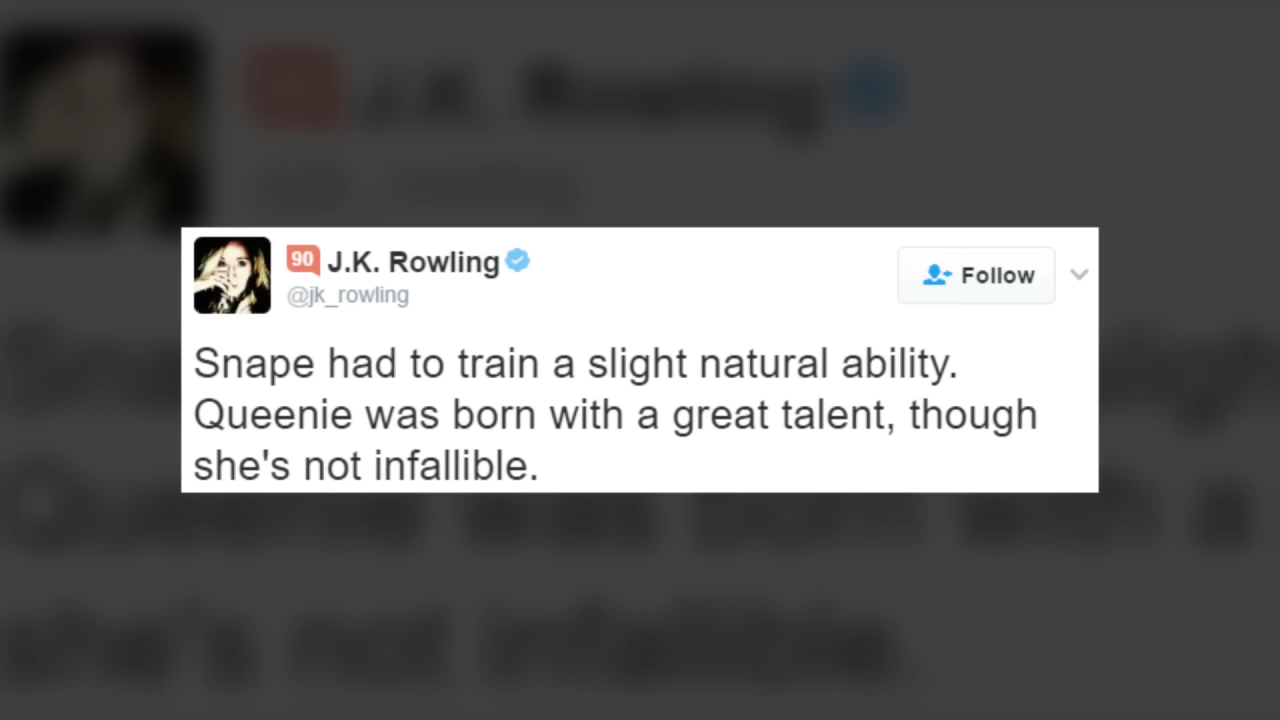 90 J.K. Rowling
@jk_rowling
Follow
Snape had to train a slight natural ability.
Queenie was born with a great talent, though
she's not infallible.